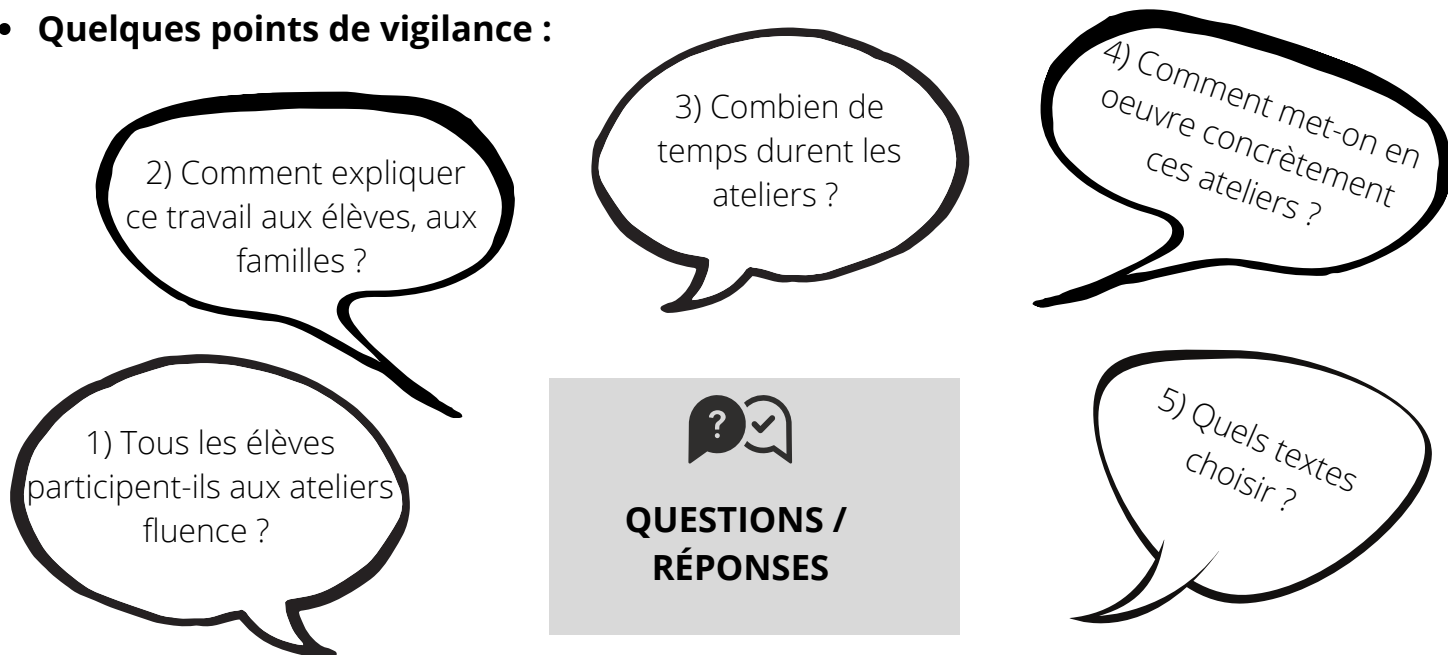 • Quelques points de vigilance :
1) Tous les élèves
participent-ils aux ateliers
fluence ?
2) Comment expliquer
ce travail aux élèves, aux
familles ?
3) Combien de
temps durent les
ateliers ?
4) Comment met-on en
oeuvre concrètement
ces ateliers ?
5) Quels textes
choisir ?
?
QUESTIONS /
RÉPONSES